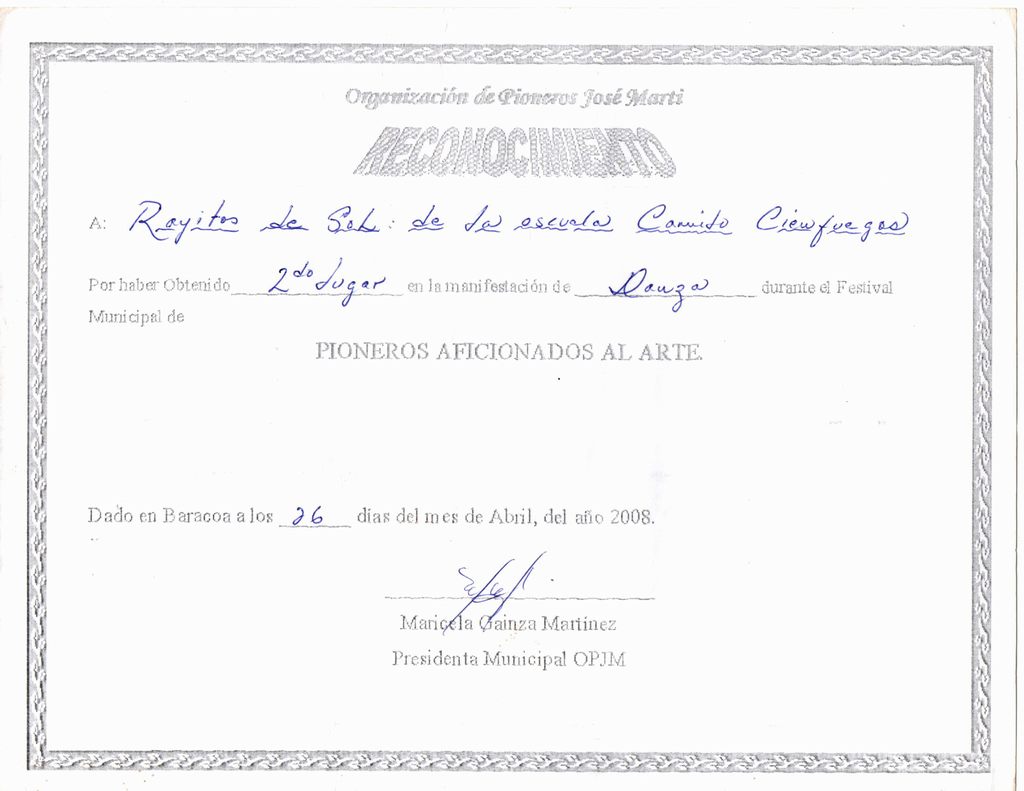 Organización de Pioneros José Martí
RECONOCIMIENTO
A: Rayitos de Sol: de la escuela Camilo Cienfuegos
Por haber Obtenido 2do lugar en la manifestación de Danza durante el Festival
Municipal de
PIONEROS AFICIONADOS AL ARTE
Dado en Baracoa a los 26 días del mes de Abril, del año 2008.
Maricela Gainza Martínez
Presidenta Municipal OPJM